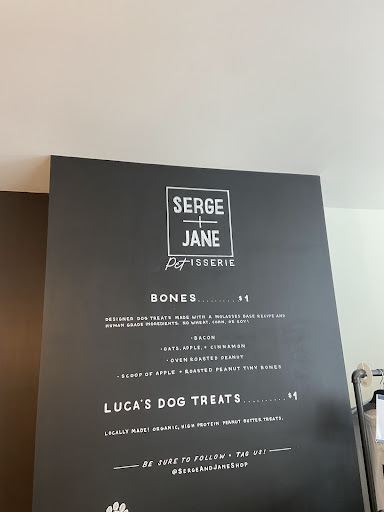 SERGE
+
JANE
PETISSERIE
BONES.........$1
DESIGNER DOG TREATS MADE WITH A MOLASSES BASE RECIPE AND
HUMAN GRADE INGREDIENTS. NO WHEAT, CORN, OR SOY!
·BACON
·OATS, APPLE, + CINNAMON
·OVEN ROASTED PEANUT
·SCOOP OF APPLE + ROASTED PEANUT TINY BONES
LUCA'S DOG TREATS..........$1
LOCALLY MADE! ORGANIC, HIGH PROTEIN PEANUT BUTTER TREATS.
BE SURE TO FOLLOW + TAG US!
@SERGEANDJANESHOP